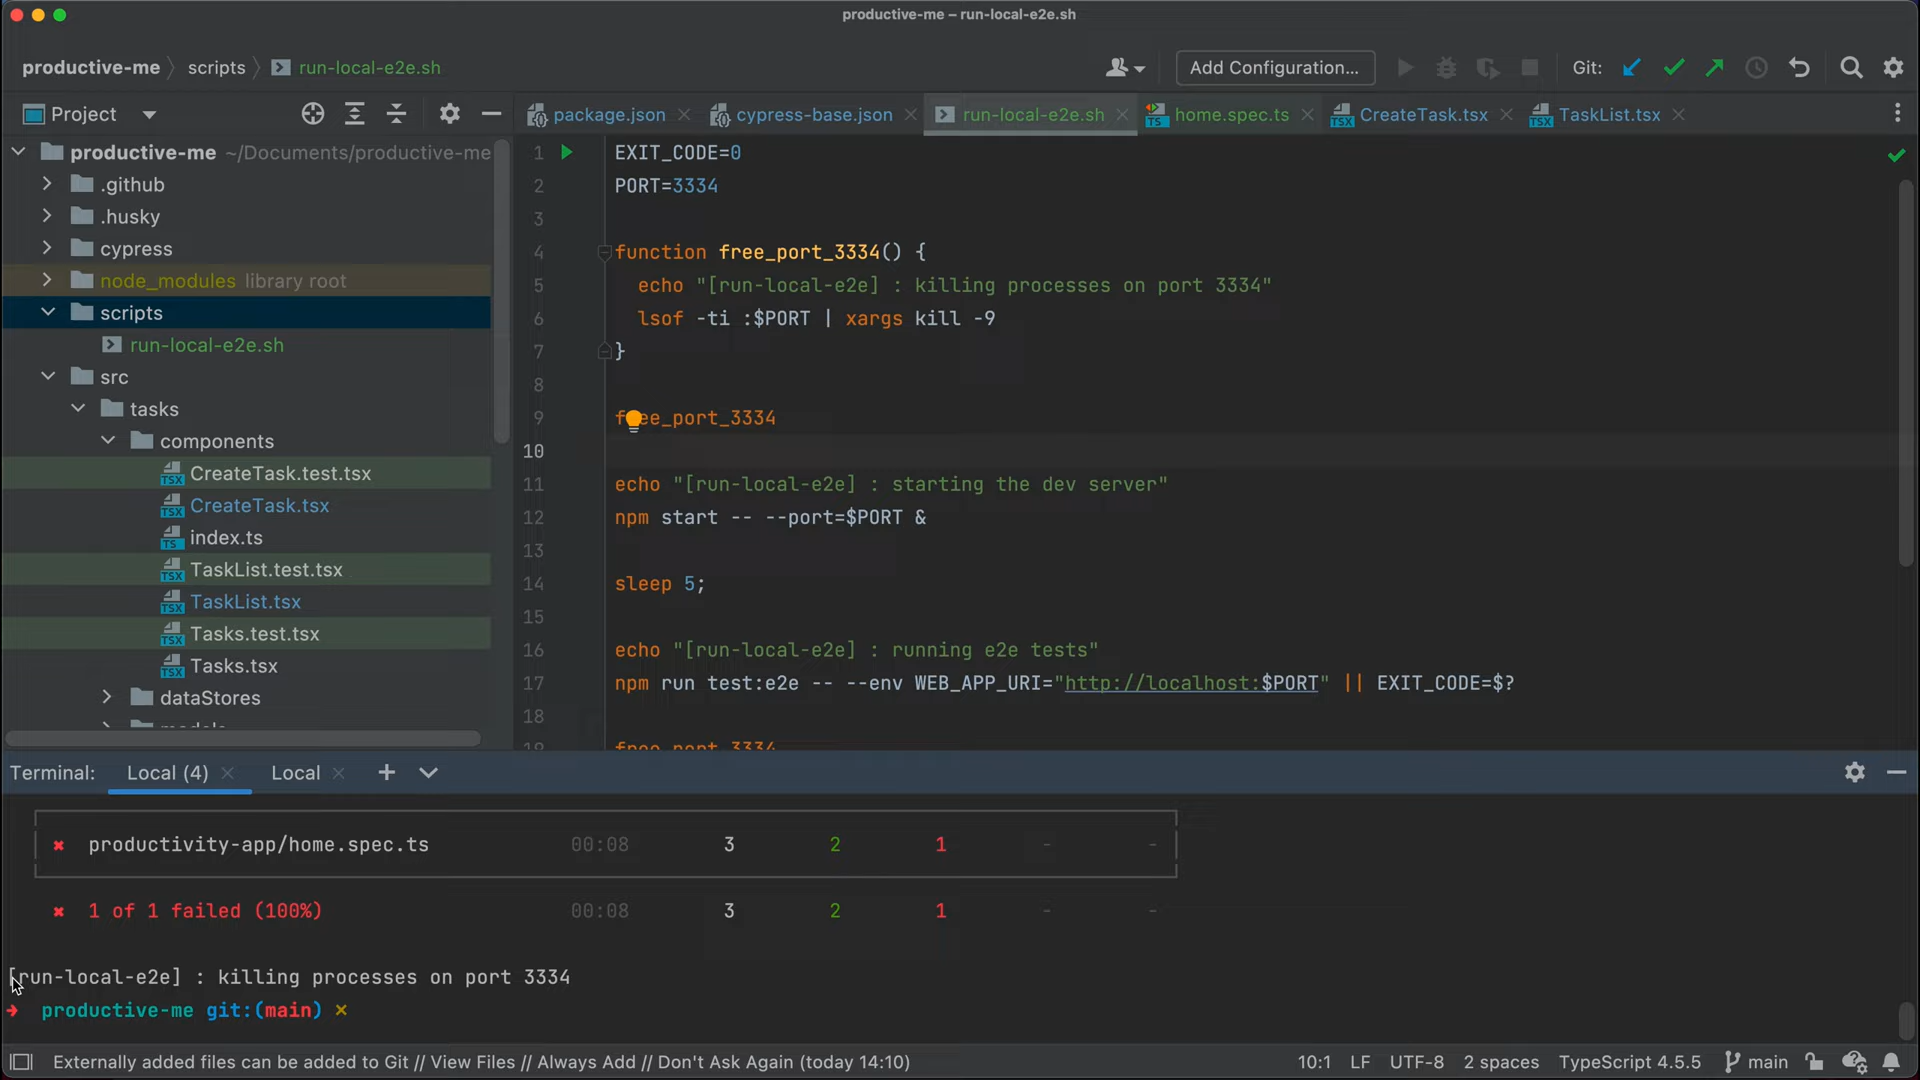 productive-me – run-local-e2e.sh
productive-me scripts run-local-e2e.sh
Add Configuration...
Git:
Project
package.json
cypress-base.json
run-local-e2e.sh
home.spec.ts
CreateTask.tsx
TaskList.tsx
productive-me ~/Documents/productive-me
.github
.husky
cypress
node_modules library root
scripts
run-local-e2e.sh
src
tasks
components
CreateTask.test.tsx
CreateTask.tsx
index.ts
TaskList.test.tsx
TaskList.tsx
Tasks.test.tsx
Tasks.tsx
dataStores
1 EXIT_CODE=0
2 PORT=3334
3
4 function free_port_3334() {
5 echo "[run-local-e2e] : killing processes on port 3334"
6 lsof -ti :$PORT | xargs kill -9
7 }
8
9 free_port_3334
10
11 echo "[run-local-e2e] : starting the dev server"
12 npm start -- --port=$PORT &
13
14 sleep 5;
15
16 echo "[run-local-e2e] : running e2e tests"
17 npm run test:e2e -- --env WEB_APP_URI="http://localhost:$PORT" || EXIT_CODE=$?
18
19 free_port_3334
Terminal: Local (4) Local
✖ productivity-app/home.spec.ts 00:08 3 2 1 - -
✖ 1 of 1 failed (100%) 00:08 3 2 1 - -
[run-local-e2e] : killing processes on port 3334
➜ productive-me git:(main) ✗
Externally added files can be added to Git // View Files // Always Add // Don't Ask Again (today 14:10)
10:1 LF UTF-8 2 spaces TypeScript 4.5.5 main